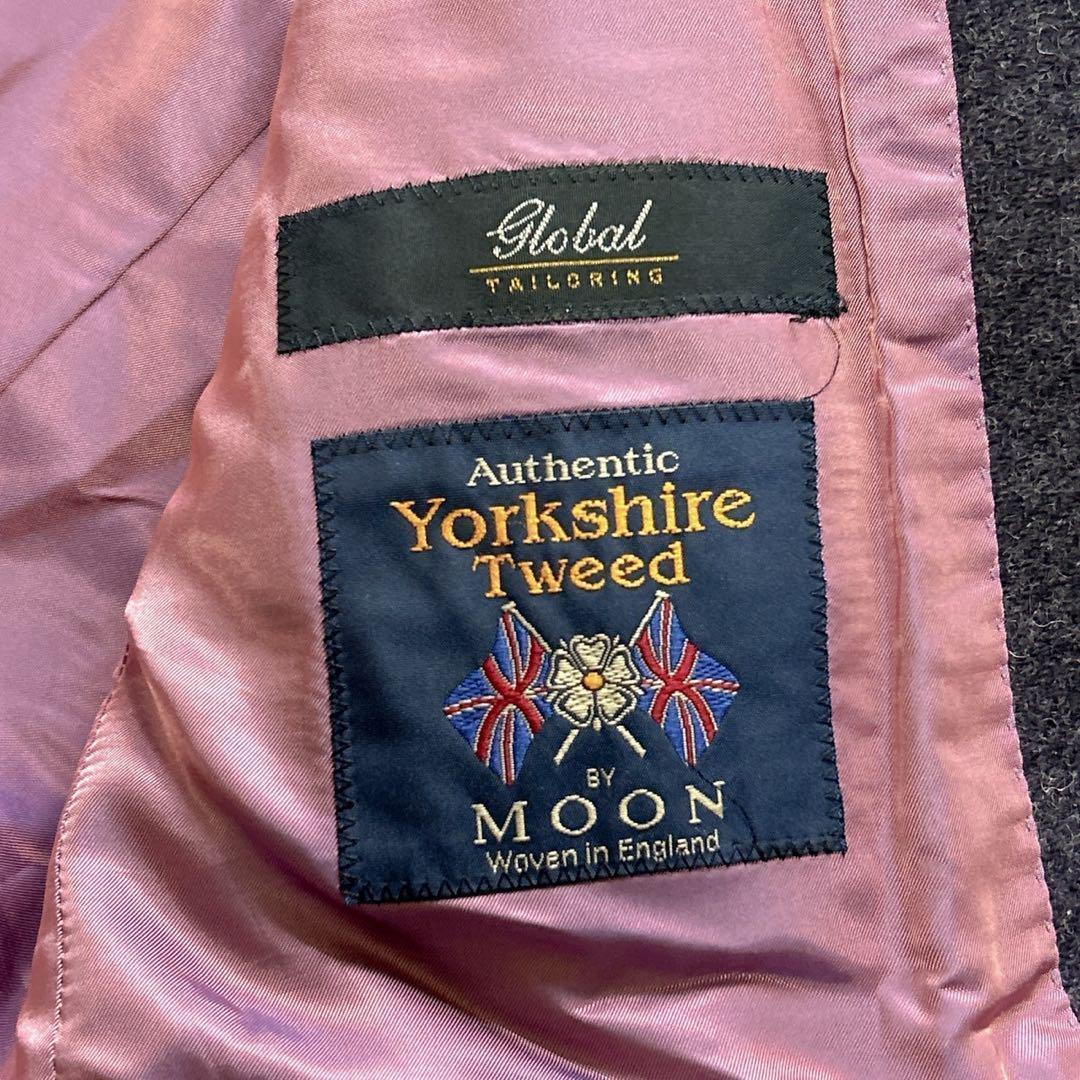 Global
TAILORING
Authentic
Yorkshire
Tweed
BY
MOON
Woven in England